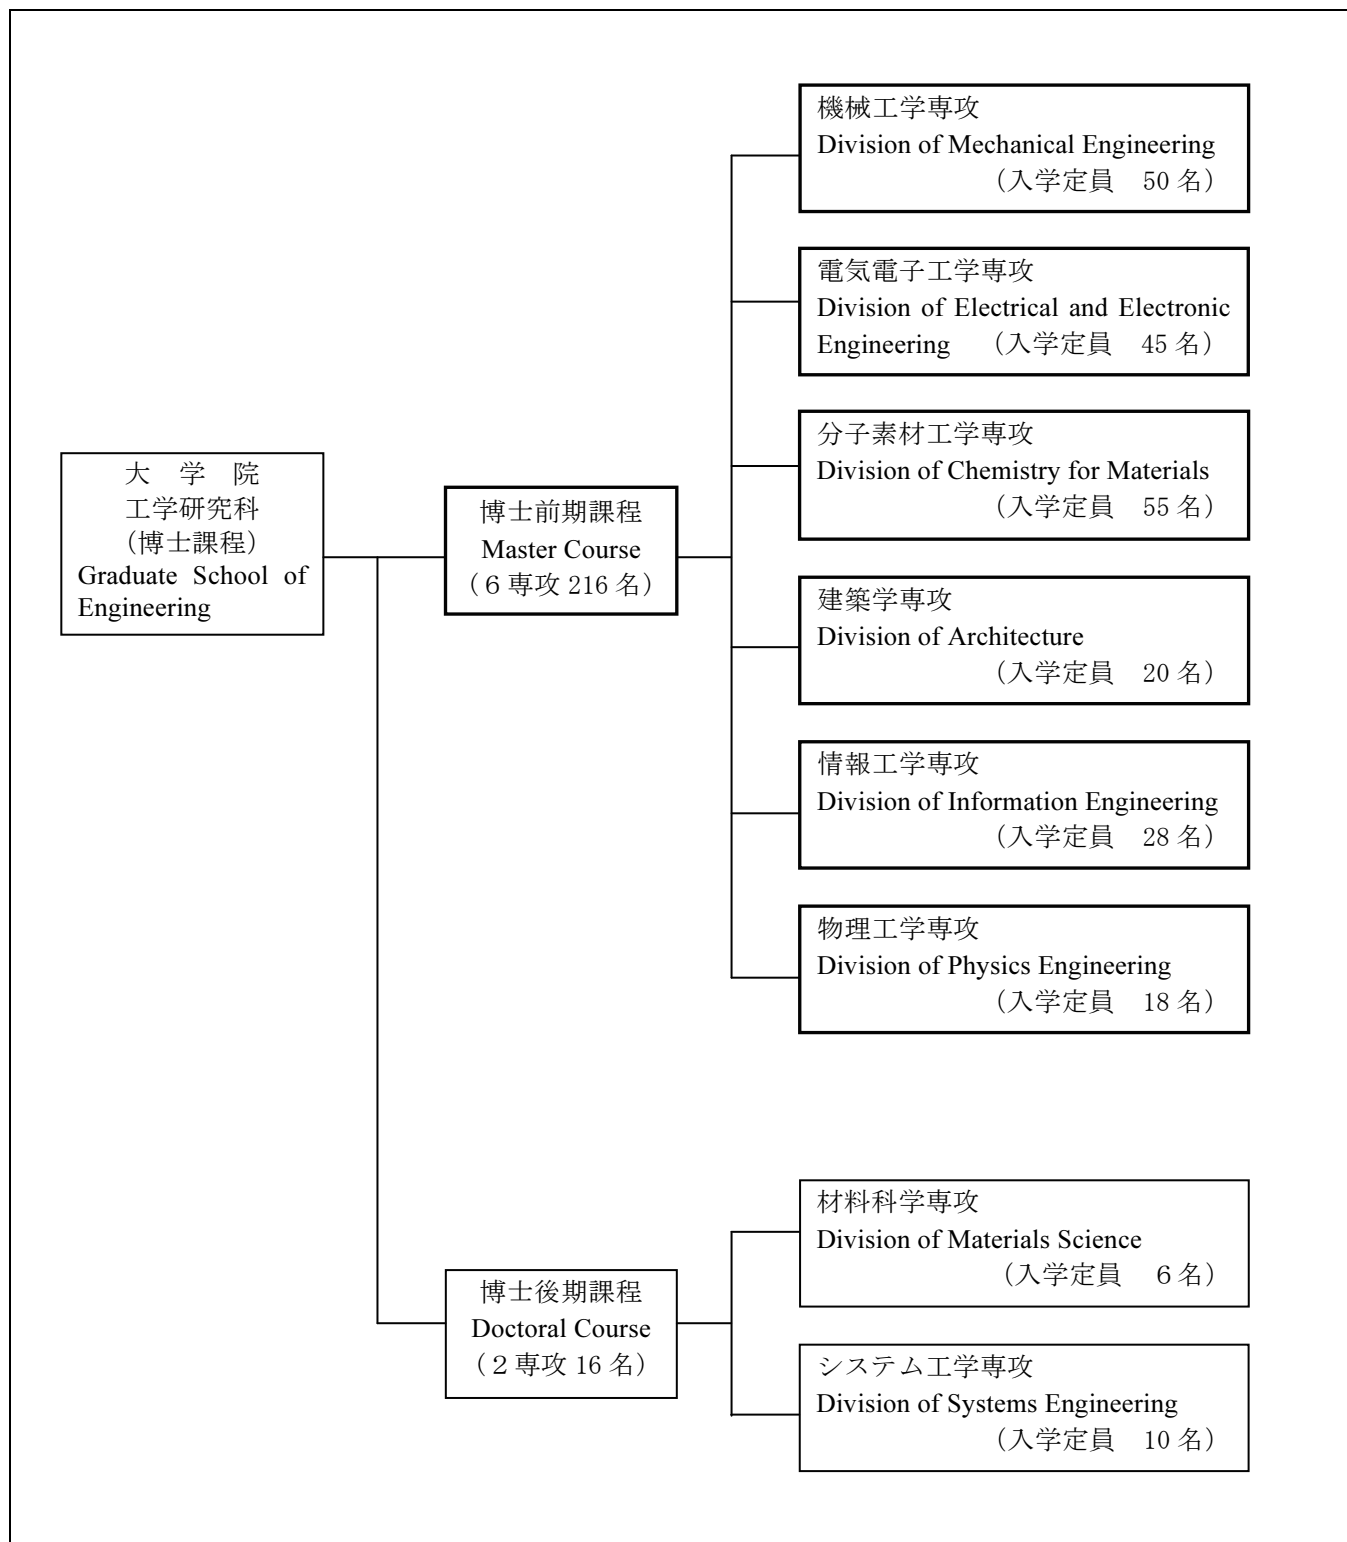 大　学　院
工学研究科
（博士課程）
Graduate School of
Engineering
博士前期課程
Master Course
（６専攻 216 名）
機械工学専攻
Division of Mechanical Engineering
（入学定員　50 名）
電気電子工学専攻
Division of Electrical and Electronic
Engineering　（入学定員　45 名）
分子素材工学専攻
Division of Chemistry for Materials
（入学定員　55 名）
建築学専攻
Division of Architecture
（入学定員　20 名）
情報工学専攻
Division of Information Engineering
（入学定員　28 名）
物理工学専攻
Division of Physics Engineering
（入学定員　18 名）
博士後期課程
Doctoral Course
（２専攻 16 名）
材料科学専攻
Division of Materials Science
（入学定員　６名）
システム工学専攻
Division of Systems Engineering
（入学定員　10 名）